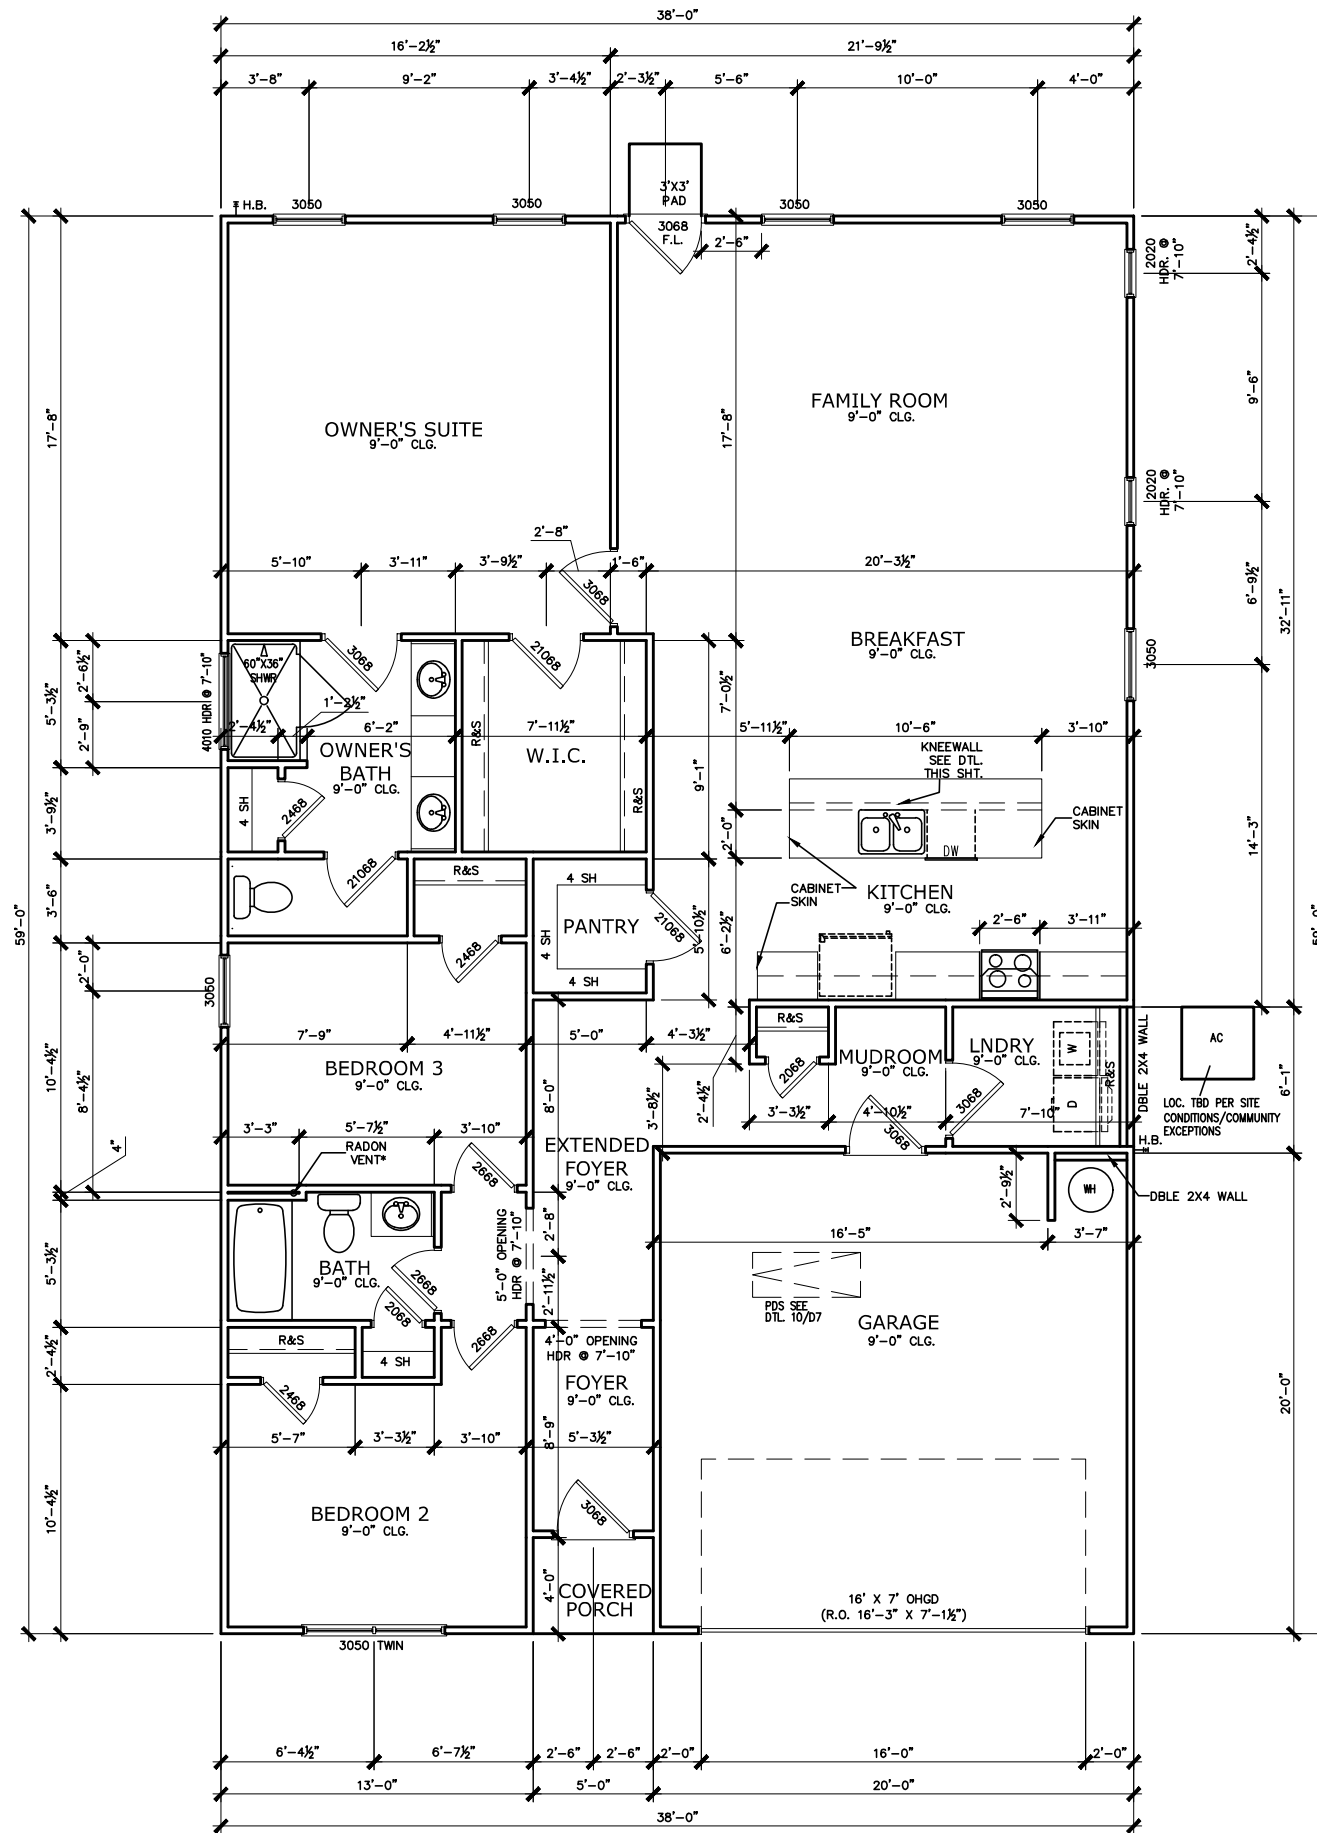 38'-0"
16'-2½"
21'-9½"
3'-8"
9'-2"
3'-4½"
2'-3½"
5'-6"
10'-0"
4'-0"
3'X3'
PAD
H.B.
3050
3050
3050
3050
3068
F.L.
2'-6"
2020
HDR. @
7'-10"
2'-4½"
17'-8"
17'-8"
9'-6"
FAMILY ROOM
9'-0" CLG.
OWNER'S SUITE
9'-0" CLG.
2020
HDR. @
7'-10"
2'-8"
5'-10"
3'-11"
3'-9½"
1'-6"
20'-3½"
3068
6'-9½"
32'-11"
BREAKFAST
9'-0" CLG.
3050
3068
21068
60"X36"
SHWR
4010 HDR @ 7'-10"
2'-6½"
5'-3½"
2'-9"
7'-0½"
1'-2½"
2'-4½"
6'-2"
7'-11½"
5'-11½"
10'-6"
3'-10"
R&S
OWNER'S
BATH
9'-0" CLG.
W.I.C.
KNEEWALL
SEE DTL.
THIS SHT.
9'-1"
R&S
4 SH
2468
3'-9½"
2'-0"
CABINET
SKIN
DW
14'-3"
21068
R&S
4 SH
CABINET
SKIN
KITCHEN
9'-0" CLG.
3'-6"
59'-0"
59'-0"
PANTRY
21068
5'-10½"
6'-2½"
2'-6"
3'-11"
4 SH
4 SH
2468
2'-0"
3050
R&S
7'-9"
4'-11½"
5'-0"
4'-3½"
MUDROOM
9'-0" CLG.
LNDRY
9'-0" CLG.
W
D
R&S
DBLE 2X4 WALL
AC
BEDROOM 3
9'-0" CLG.
10'-4½"
8'-4½"
8'-0"
3'-8½"
2'-4½"
2068
3068
6'-1"
LOC. TBD PER SITE
CONDITIONS/COMMUNITY
EXCEPTIONS
3'-3½"
4'-10½"
7'-10"
3'-3"
5'-7½"
3'-10"
3068
H.B.
4"
RADON
VENT*
EXTENDED
FOYER
9'-0" CLG.
2668
2'-9½"
WH
DBLE 2X4 WALL
5'-0" OPENING
HDR @ 7'-10"
2'-8"
16'-5"
3'-7"
5'-3½"
BATH
9'-0" CLG.
2668
2'-11½"
2068
PDS SEE
DTL. 10/D7
GARAGE
9'-0" CLG.
R&S
2668
4'-0" OPENING
HDR @ 7'-10"
2'-4½"
4 SH
2468
FOYER
9'-0" CLG.
20'-0"
5'-7"
3'-3½"
3'-10"
5'-3½"
8'-9"
10'-4½"
BEDROOM 2
9'-0" CLG.
3068
4'-0"
COVERED
PORCH
16' X 7' OHGD
(R.O. 16'-3" X 7'-1½")
3050 TWIN
6'-4½"
6'-7½"
2'-6"
2'-6"
2'-0"
16'-0"
2'-0"
13'-0"
5'-0"
20'-0"
38'-0"